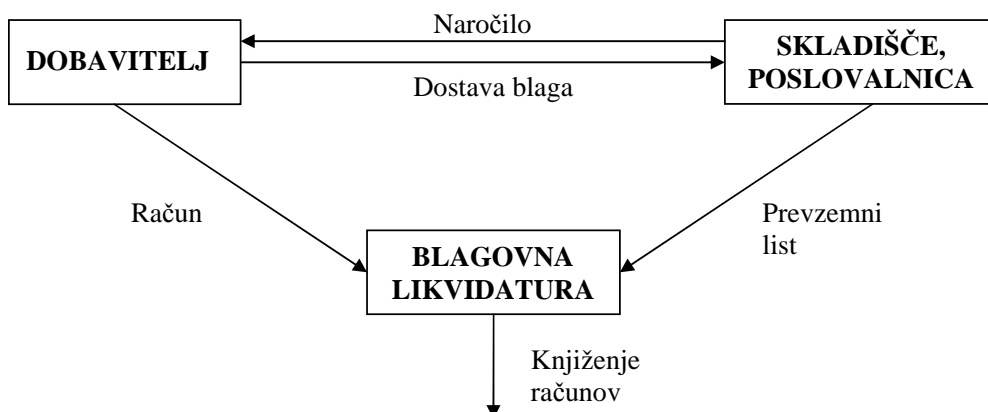 Naročilo
DOBAVITELJ
SKLADIŠČE,
POSLOVALNICA
Dostava blaga
Račun
Prevzemni
list
BLAGOVNA
LIKVIDATURA
Knjiženje
računov